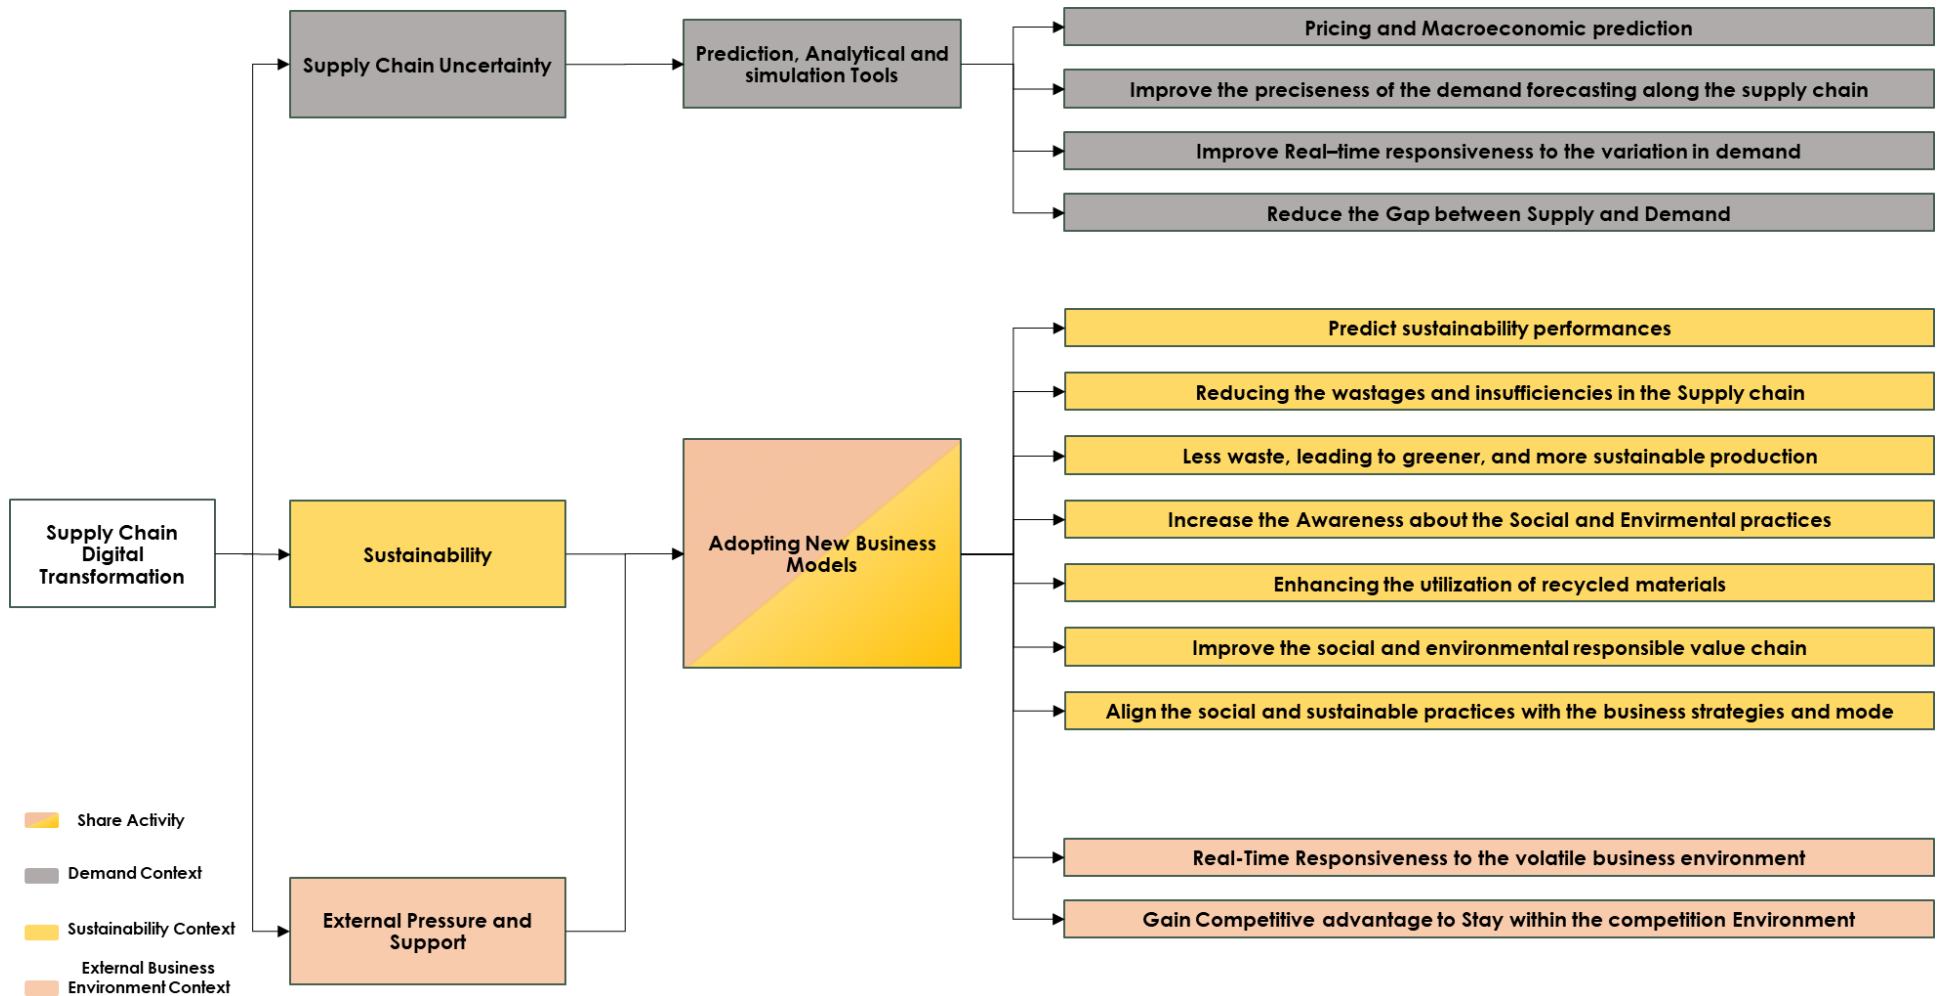 Supply Chain Uncertainty
Prediction, Analytical and
simulation Tools
Pricing and Macroeconomic prediction
Improve the preciseness of the demand forecasting along the supply chain
Improve Real–time responsiveness to the variation in demand
Reduce the Gap between Supply and Demand
Supply Chain
Digital
Transformation
Sustainability
Adopting New Business
Models
Predict sustainability performances
Reducing the wastages and insufficiencies in the Supply chain
Less waste, leading to greener, and more sustainable production
Increase the Awareness about the Social and Envirmental practices
Enhancing the utilization of recycled materials
Improve the social and environmental responsible value chain
Align the social and sustainable practices with the business strategies and mode
External Pressure and
Support
Real-Time Responsiveness to the volatile business environment
Gain Competitive advantage to Stay within the competition Environment
Share Activity
Demand Context
Sustainability Context
External Business
Environment Context